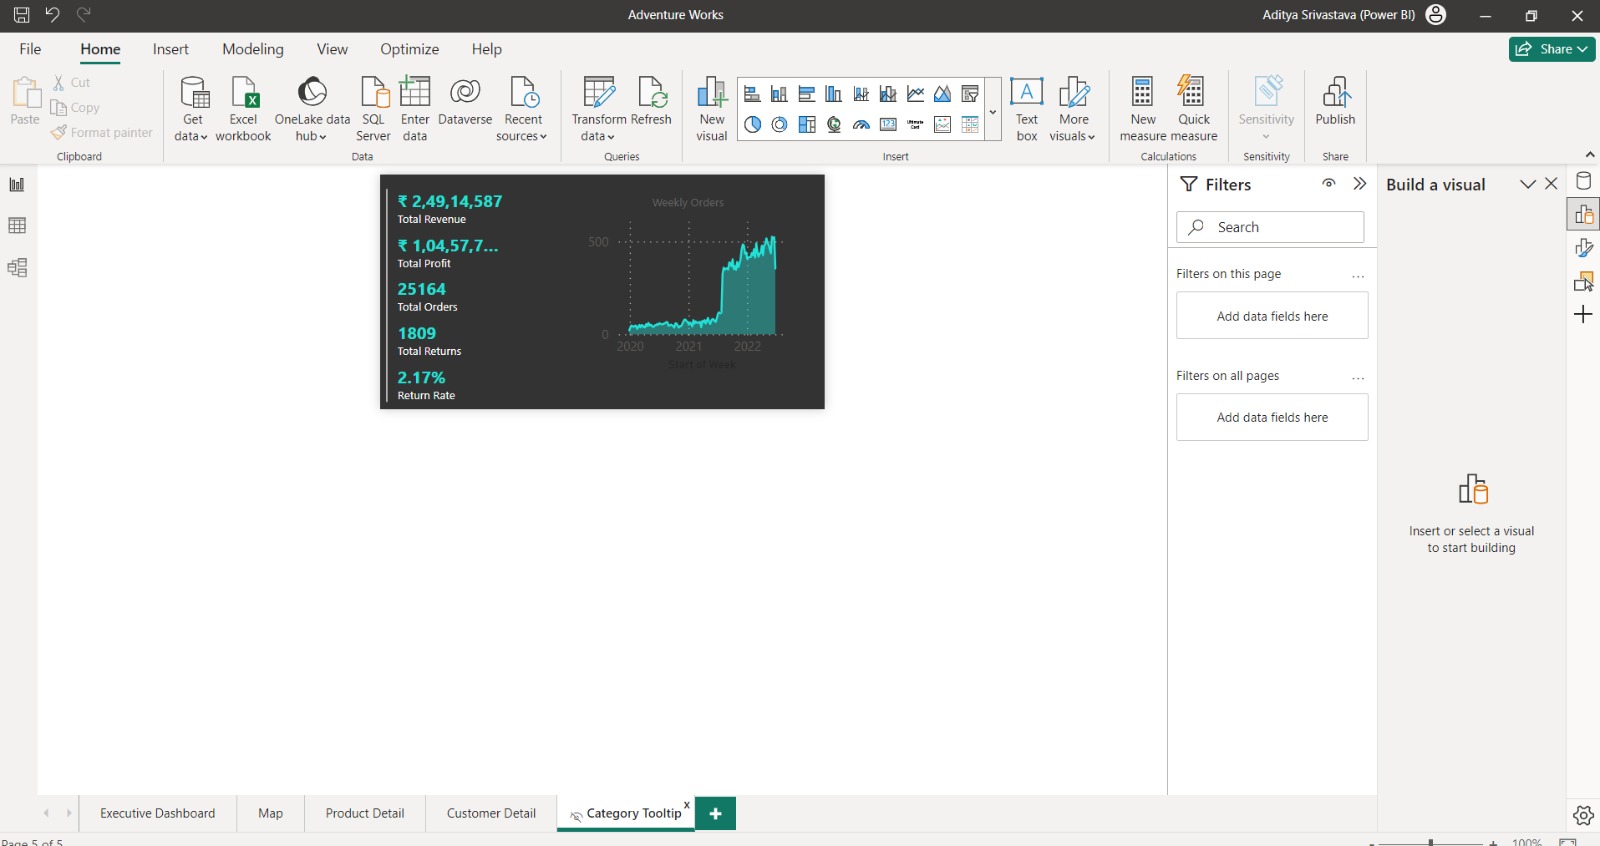 Adventure Works
Aditya Srivastava (Power BI)
File
Home
Insert
Modeling
View
Optimize
Help
Share
Paste
Cut
Copy
Format painter
Clipboard
Get data
Excel workbook
OneLake data hub
SQL Server
Enter data
Dataverse
Recent sources
Data
Transform data
Refresh
Queries
New visual
123
Insert
A
Text box
More visuals
New measure
Quick measure
Calculations
Sensitivity
Sensitivity
Publish
Share
₹ 2,49,14,587
Total Revenue
₹ 1,04,57,7...
Total Profit
25164
Total Orders
1809
Total Returns
2.17%
Return Rate
Weekly Orders
500
0
2020
2021
2022
Start of Week
Filters
Search
Filters on this page
...
Add data fields here
Filters on all pages
...
Add data fields here
Build a visual
Insert or select a visual
to start building
Executive Dashboard
Map
Product Detail
Customer Detail
Category Tooltip
x
+
Page 5 of 5
- +
100%